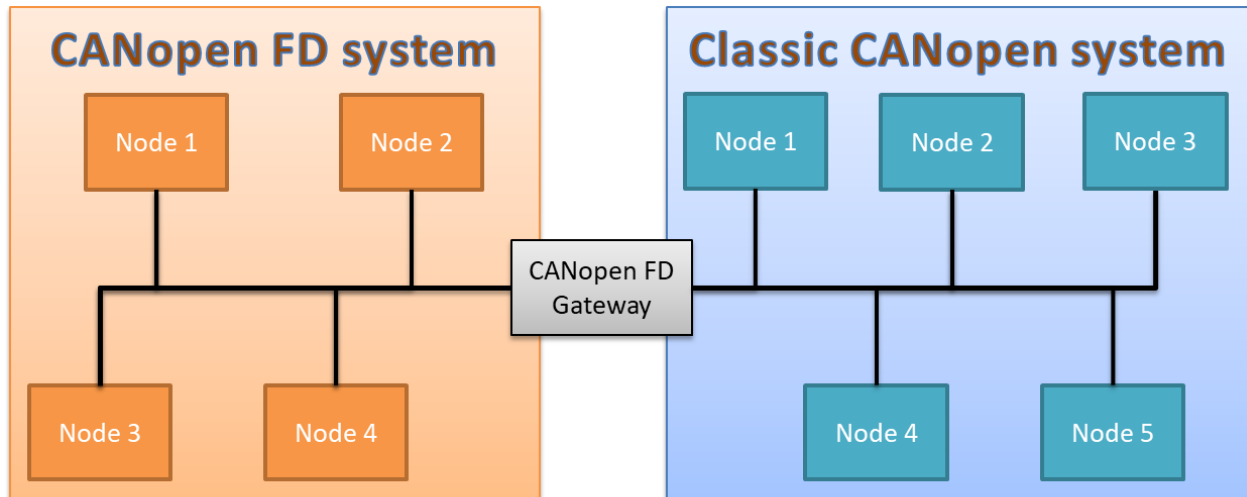 CANopen FD system
Node 1
Node 2
Node 3
Node 4
CANopen FD
Gateway
Classic CANopen system
Node 1
Node 2
Node 3
Node 4
Node 5